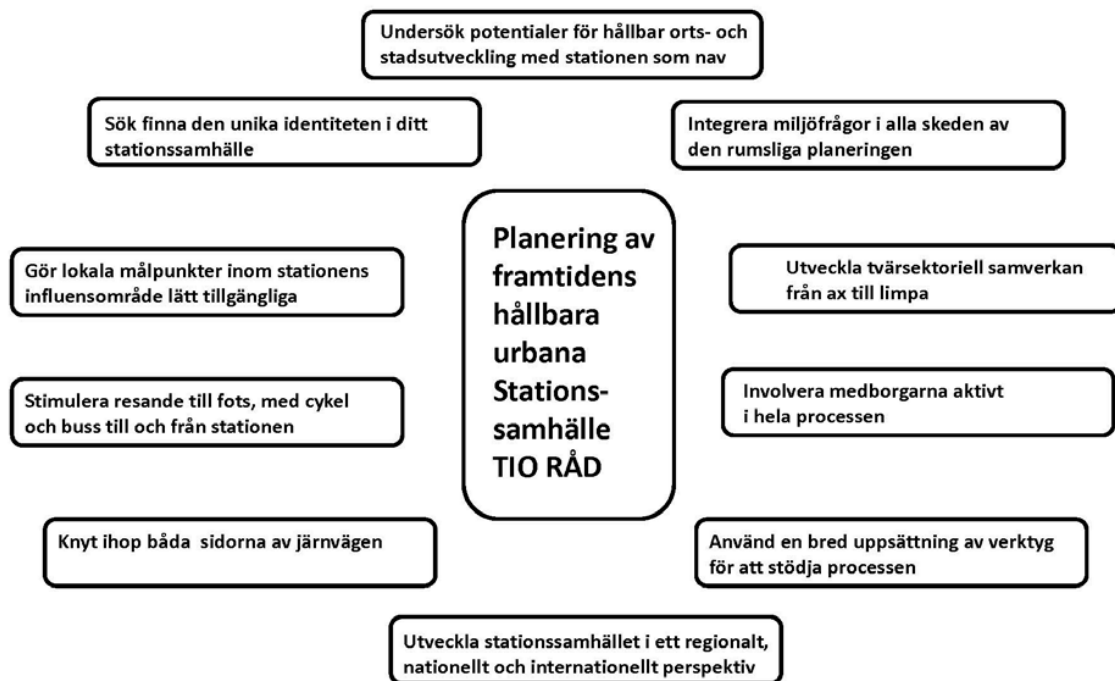 Undersök potentialer för hållbar orts- och
stadsutveckling med stationen som nav
Sök finna den unika identiteten i ditt
stationssamhälle
Integrera miljöfrågor i alla skeden av
den rumsliga planeringen
Planering av
framtidens
hållbara
urbana
Stations-
samhälle
TIO RÅD
Gör lokala målpunkter inom stationens
influensområde lätt tillgängliga
Utveckla tvärsektoriell samverkan
från ax till limpa
Stimulera resande till fots, med cykel
och buss till och från stationen
Involvera medborgarna aktivt
i hela processen
Knyt ihop båda sidorna av järnvägen
Använd en bred uppsättning av verktyg
för att stödja processen
Utveckla stationssamhället i ett regionalt,
nationellt och internationellt perspektiv